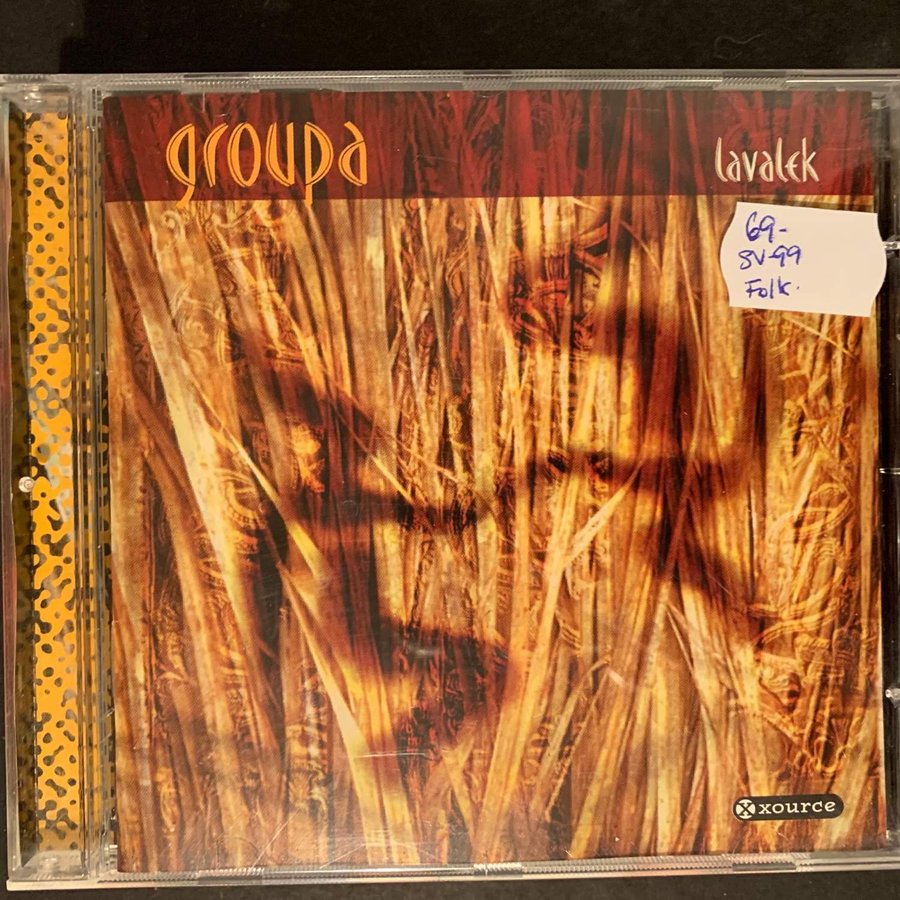 groupa
lavalek
69-
SV-99
Folk.
xource